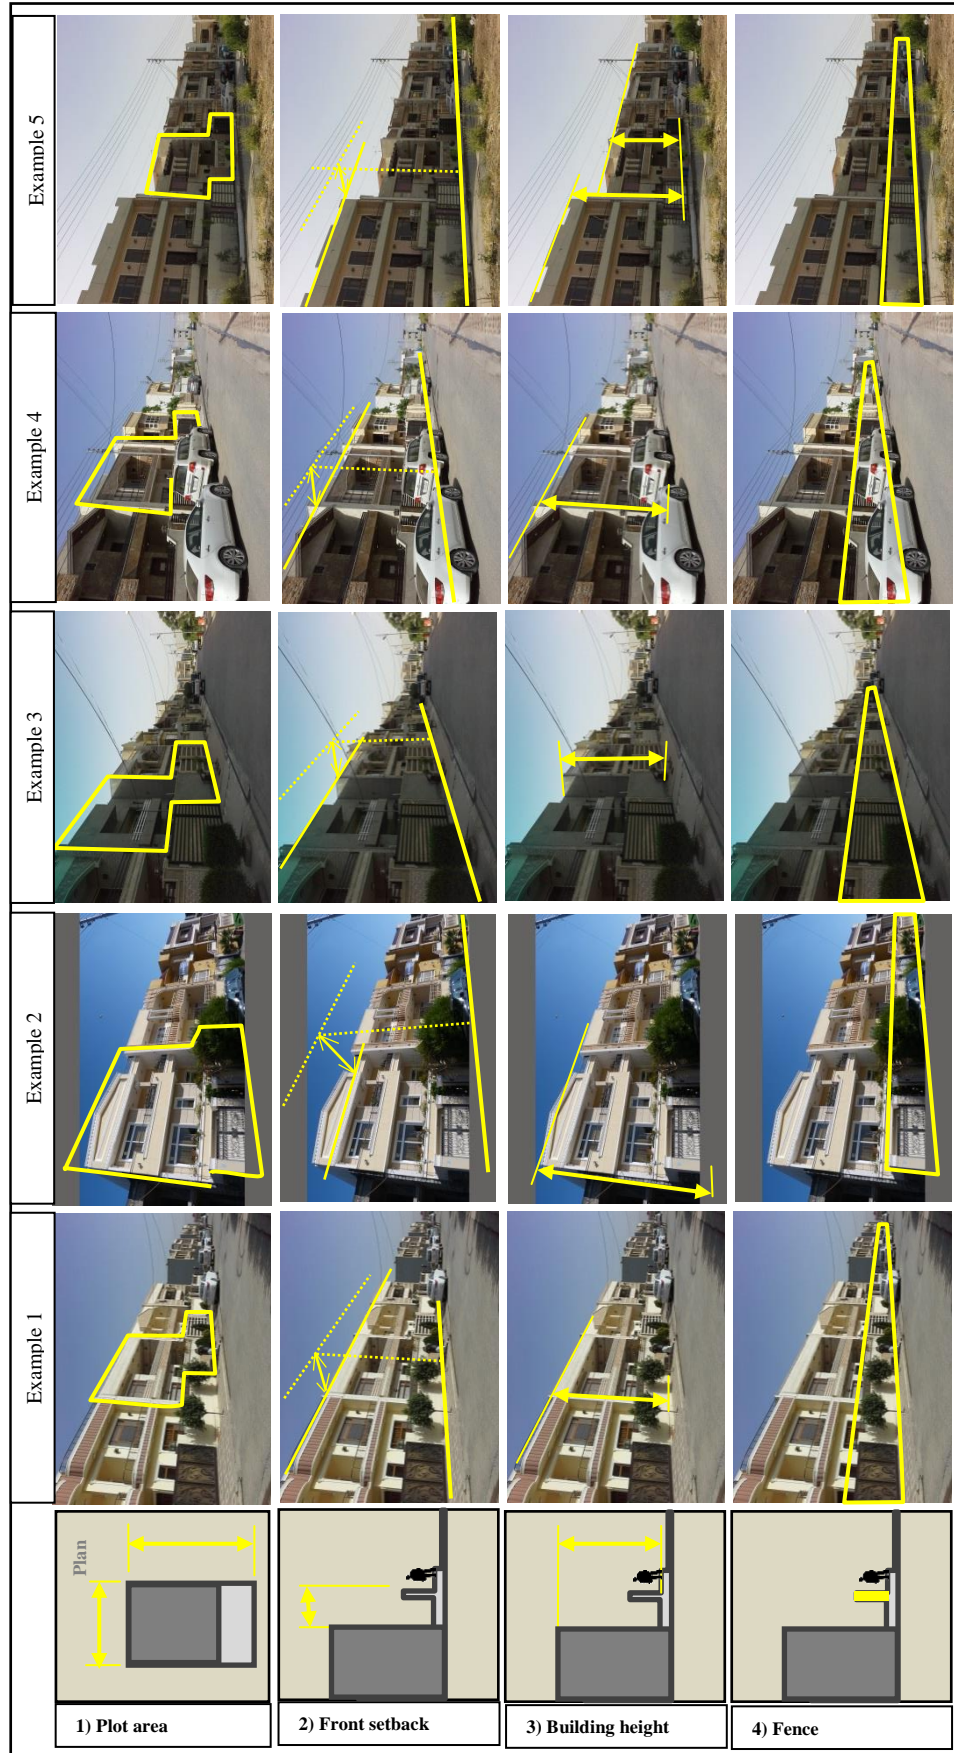 Example 1
Example 2
Example 3
Example 4
Example 5
Plan
1) Plot area
2) Front setback
3) Building height
4) Fence